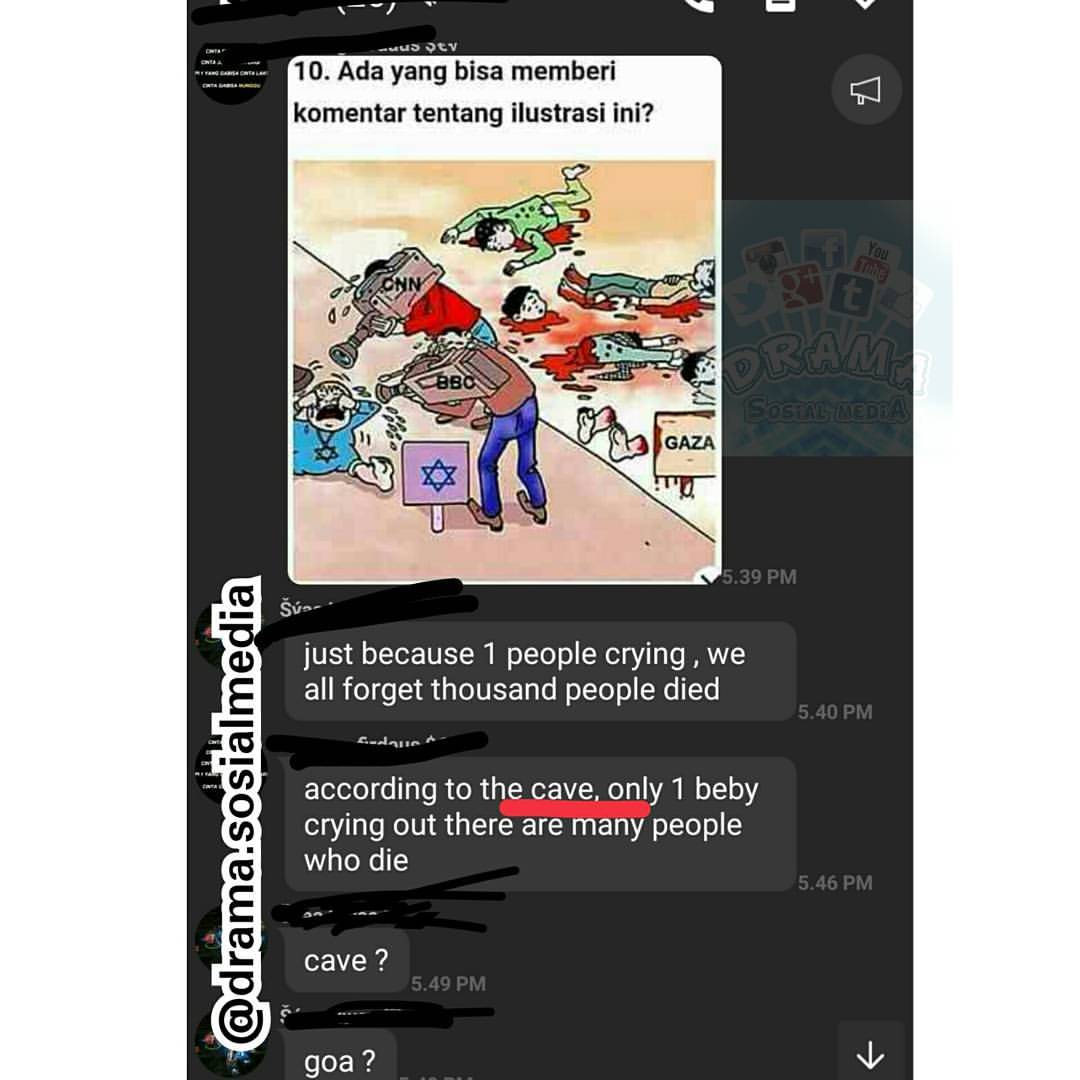 10. Ada yang bisa memberi
komentar tentang ilustrasi ini?
CNN
BBC
GAZA
You
Tube
DRAMA
SOSIAL MEDIA
5.39 PM
just because 1 people crying , we
all forget thousand people died
5.40 PM
according to the cave, only 1 beby
crying out there are many people
who die
5.46 PM
cave ?
5.49 PM
goa ?
@drama.sosialmedia